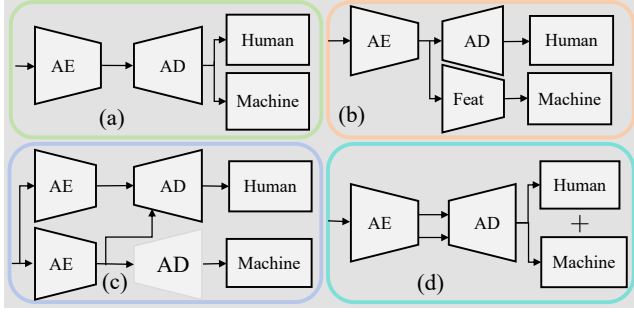 AE
AD
Human
Machine
(a)
AE
AD
Human
Feat
Machine
(b)
AE
AD
Human
AE
AD
Machine
(c)
AE
AD
Human
+
Machine
(d)